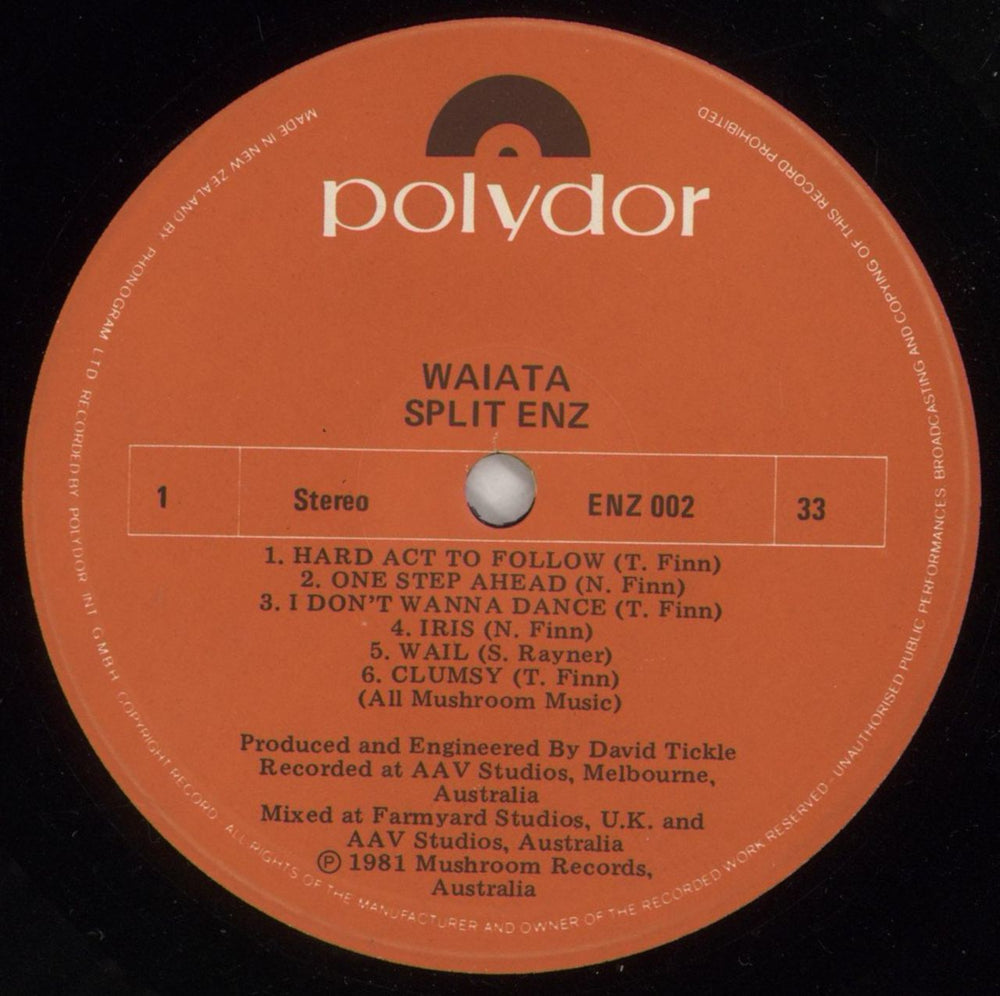 polydor
WAIATA
SPLIT ENZ
1 Stereo ENZ 002 33
1. HARD ACT TO FOLLOW (T. Finn)
2. ONE STEP AHEAD (N. Finn)
3. I DON'T WANNA DANCE (T. Finn)
4. IRIS (N. Finn)
5. WAIL (S. Rayner)
6. CLUMSY (T. Finn)
(All Mushroom Music)
Produced and Engineered By David Tickle
Recorded at AAV Studios, Melbourne,
Australia
Mixed at Farmyard Studios, U.K. and
AAV Studios, Australia
℗ 1981 Mushroom Records,
Australia
MADE IN NEW ZEALAND BY PHONOGRAM LTD RECORDED BY POLYDOR INT GMBH COPYRIGHT RECORD - ALL RIGHTS OF THE MANUFACTURER AND OWNER OF THE RECORDED WORK RESERVED - UNAUTHORISED PUBLIC PERFORMANCES, BROADCASTING AND COPYING OF THIS RECORD PROHIBITED